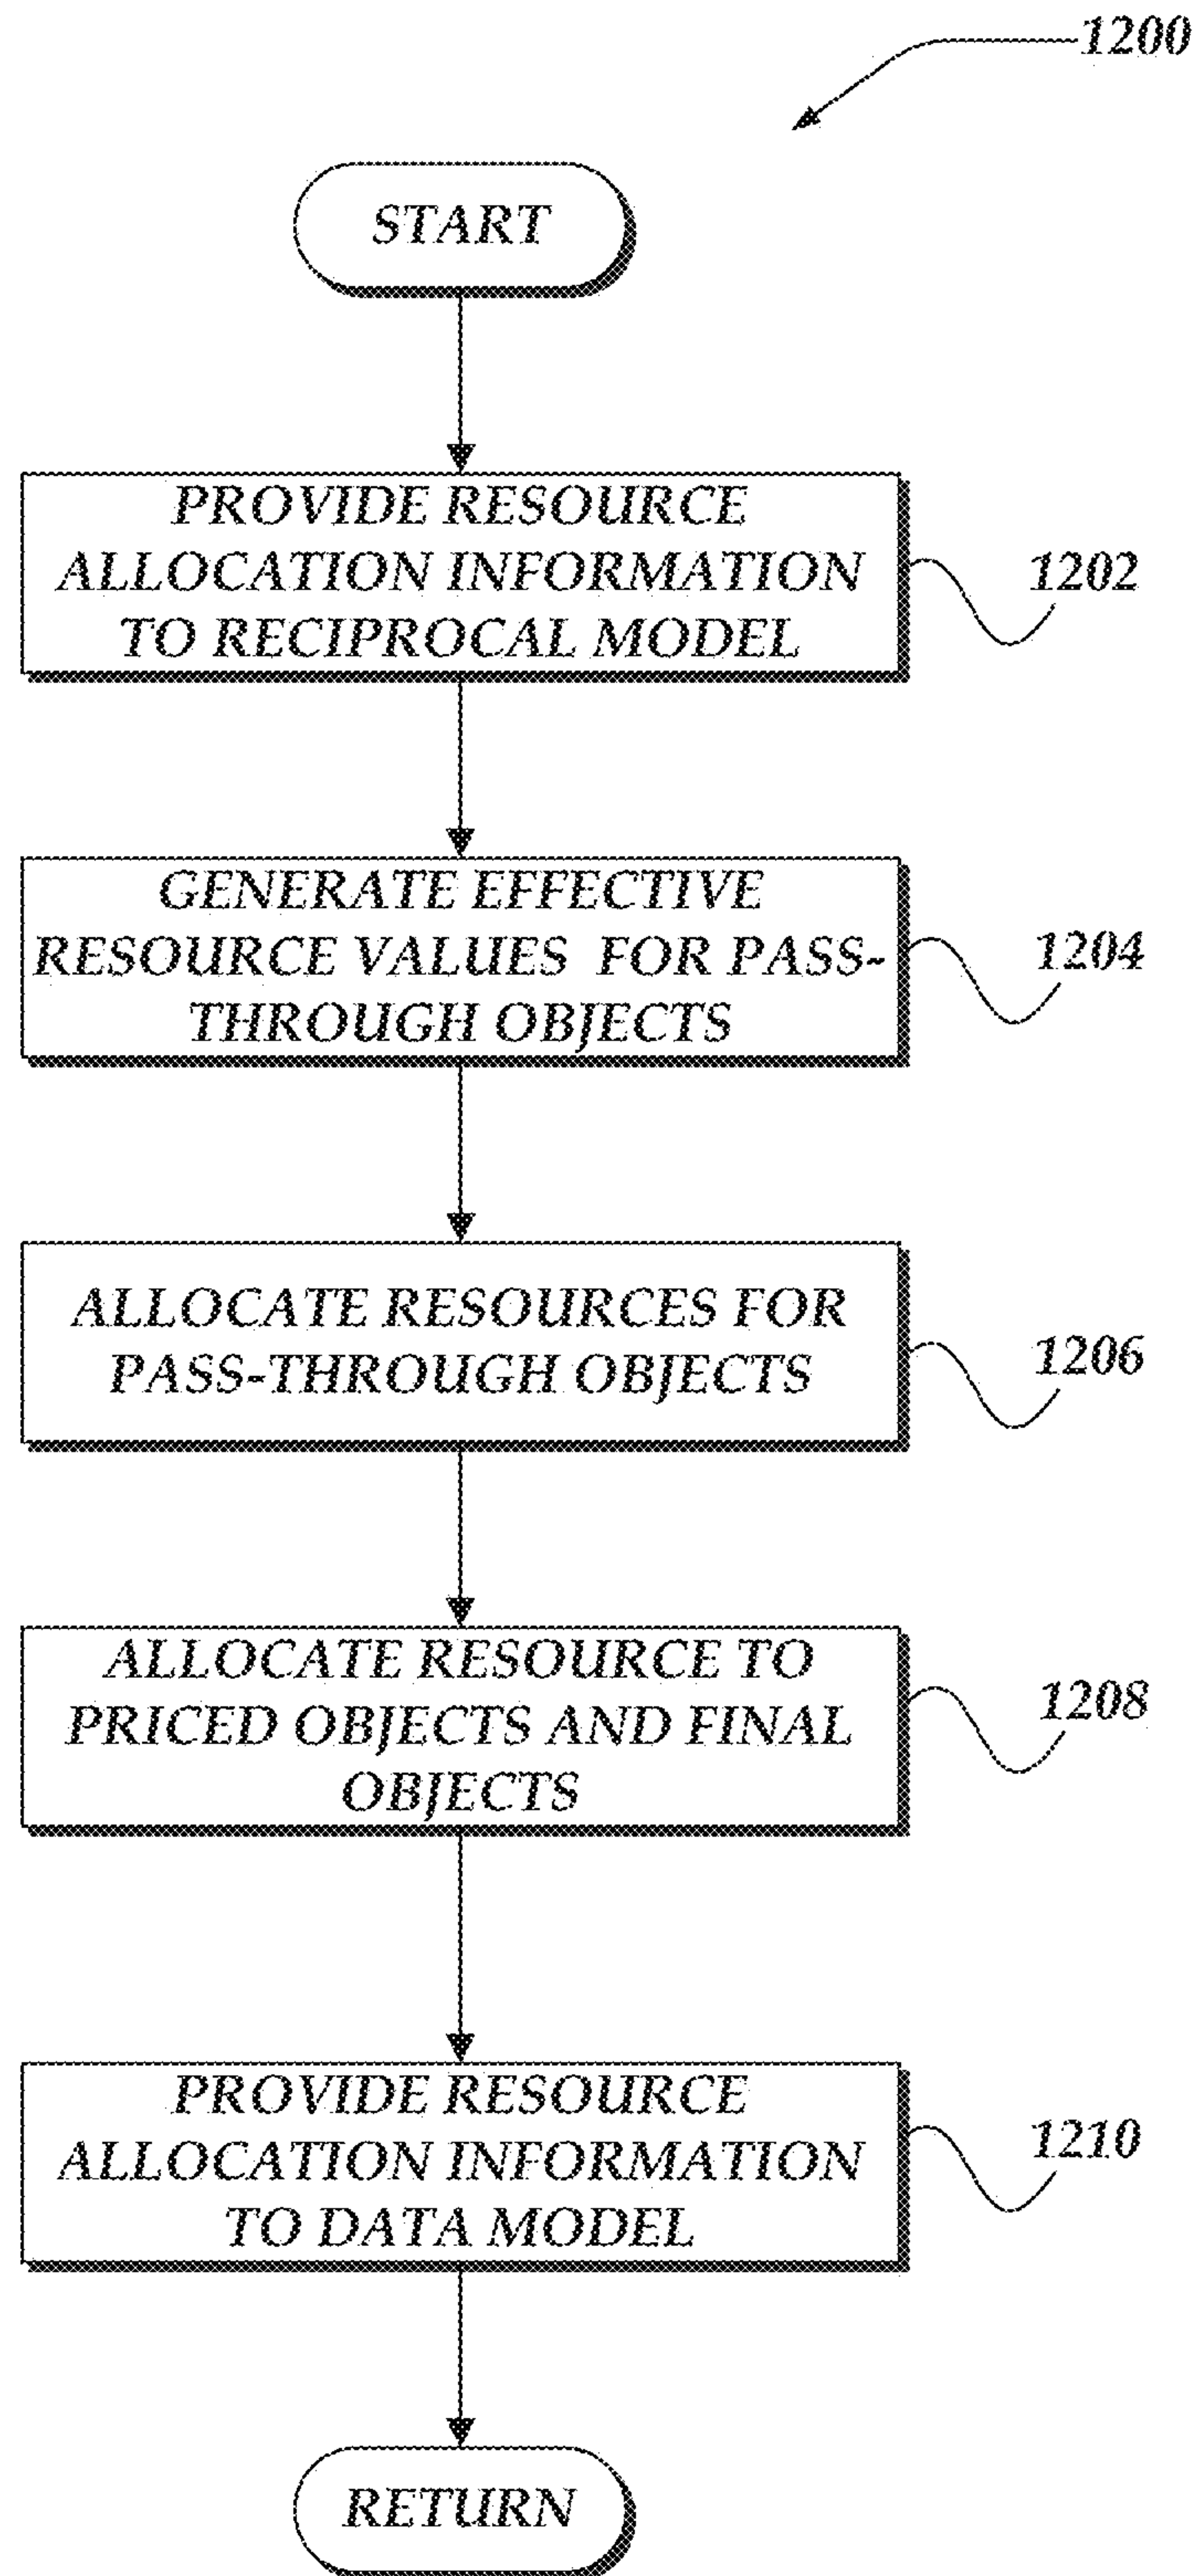 1200
START
PROVIDE RESOURCE
ALLOCATION INFORMATION
TO RECIPROCAL MODEL
1202
GENERATE EFFECTIVE
RESOURCE VALUES FOR PASS-
THROUGH OBJECTS
1204
ALLOCATE RESOURCES FOR
PASS-THROUGH OBJECTS
1206
ALLOCATE RESOURCE TO
PRICED OBJECTS AND FINAL
OBJECTS
1208
PROVIDE RESOURCE
ALLOCATION INFORMATION
TO DATA MODEL
1210
RETURN